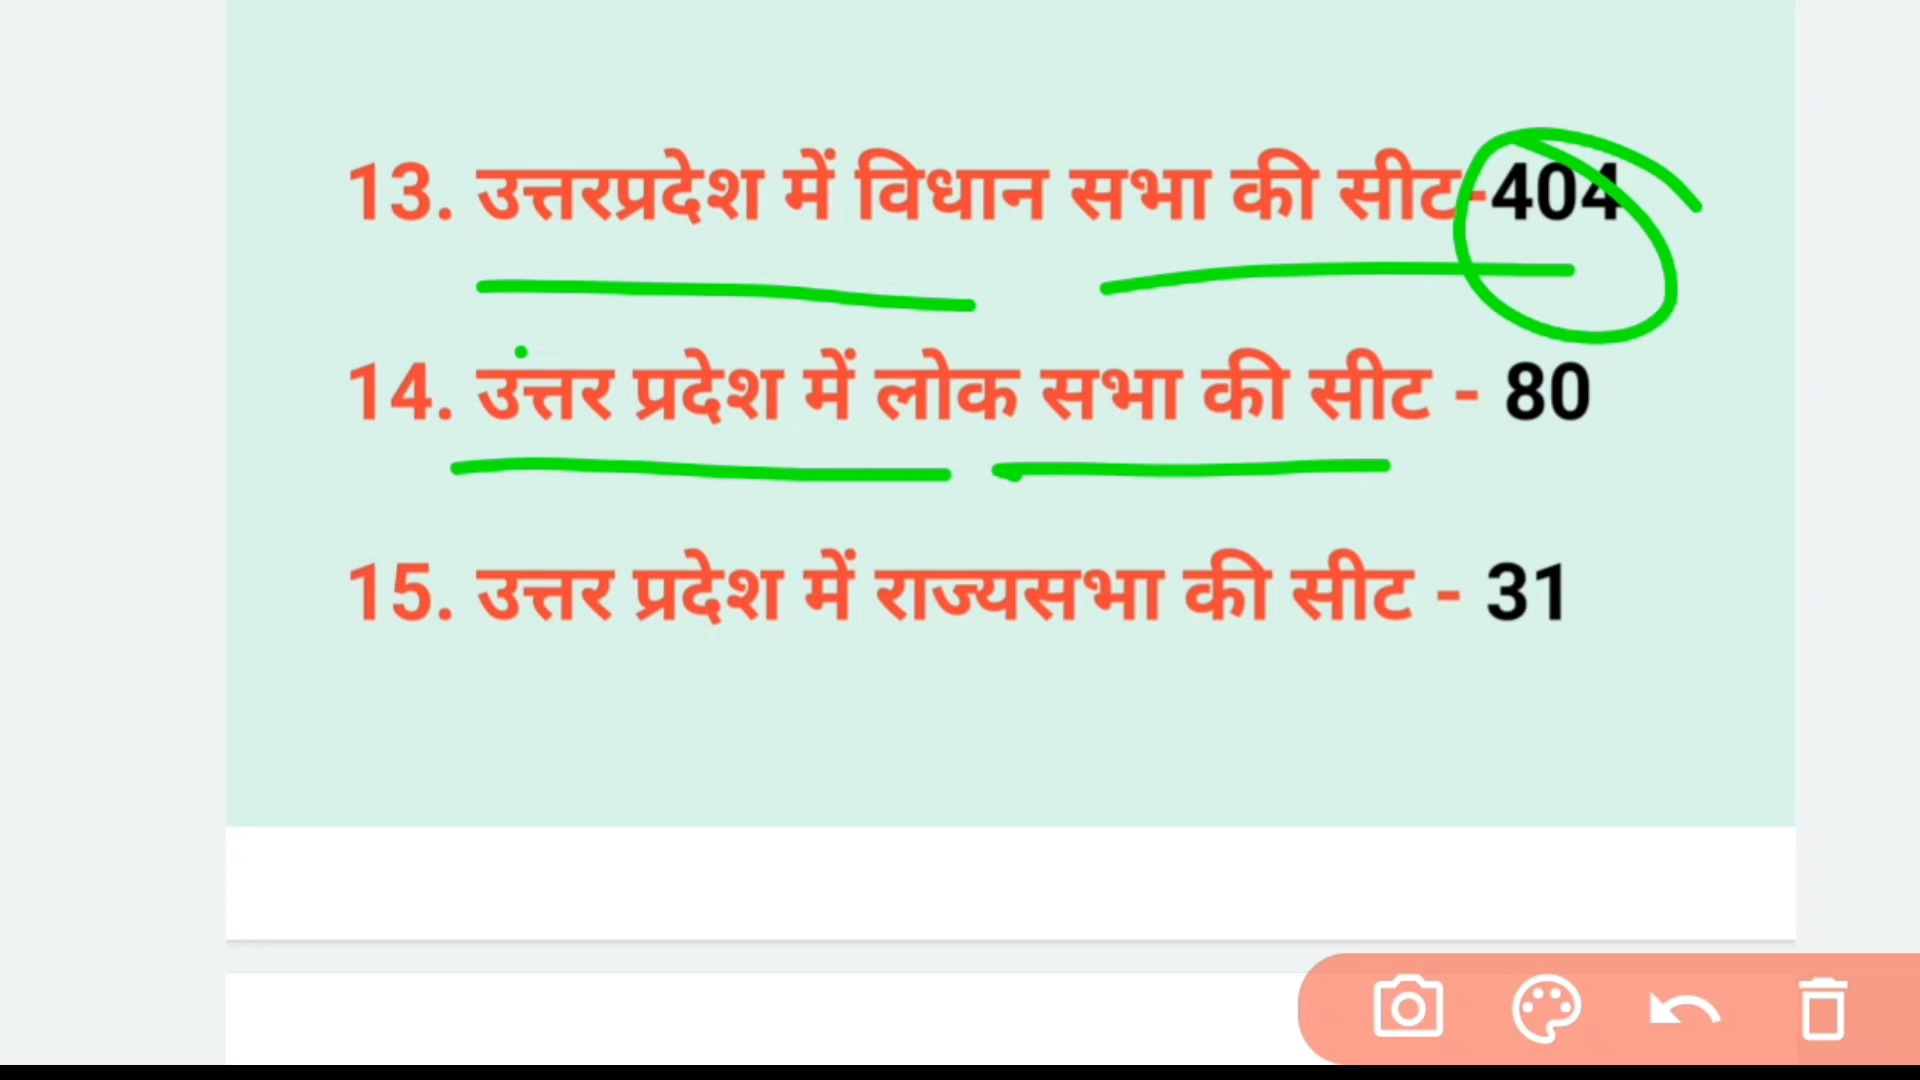 13. उत्तरप्रदेश में विधान सभा की सीट-404
14. उत्तर प्रदेश में लोक सभा की सीट - 80
15. उत्तर प्रदेश में राज्यसभा की सीट - 31